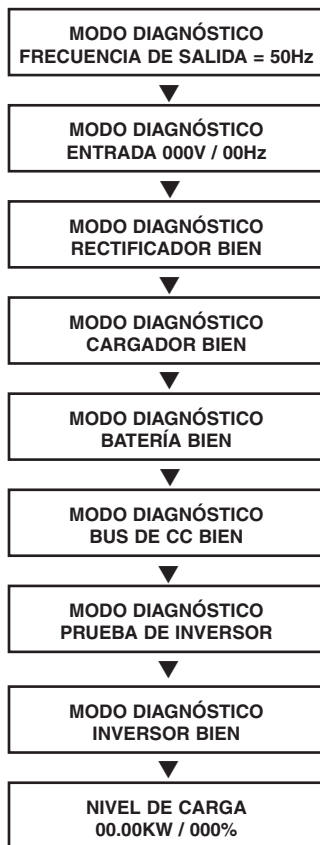 MODO DIAGNÓSTICO
FRECUENCIA DE SALIDA = 50Hz
MODO DIAGNÓSTICO
ENTRADA 000V / 00Hz
MODO DIAGNÓSTICO
RECTIFICADOR BIEN
MODO DIAGNÓSTICO
CARGADOR BIEN
MODO DIAGNÓSTICO
BATERÍA BIEN
MODO DIAGNÓSTICO
BUS DE CC BIEN
MODO DIAGNÓSTICO
PRUEBA DE INVERSOR
MODO DIAGNÓSTICO
INVERSOR BIEN
NIVEL DE CARGA
00.00KW / 000%